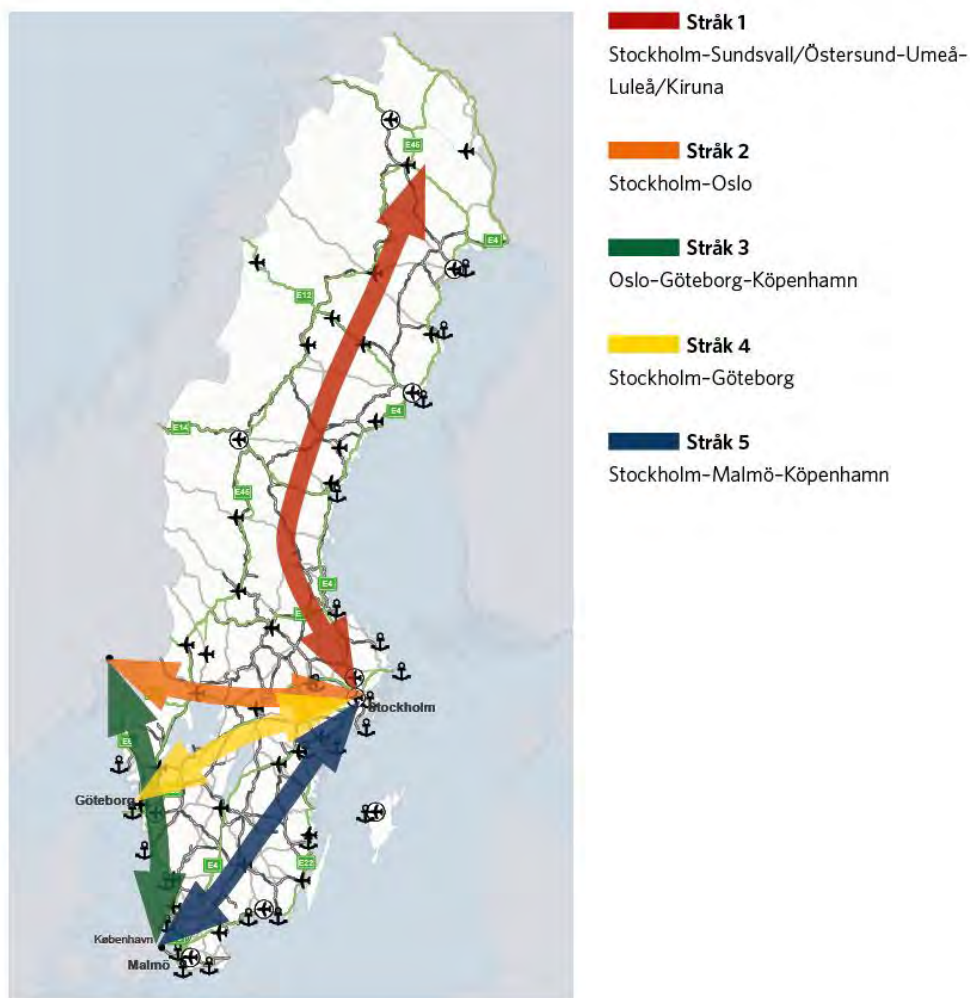 Stråk 1
Stockholm–Sundsvall/Östersund–Umeå–
Luleå/Kiruna
Stråk 2
Stockholm–Oslo
Stråk 3
Oslo–Göteborg–Köpenhamn
Stråk 4
Stockholm–Göteborg
Stråk 5
Stockholm–Malmö–Köpenhamn
E45
E4
E12
E4
E14
E45
E4
Stockholm
Göteborg
E4
E22
København
Malmö